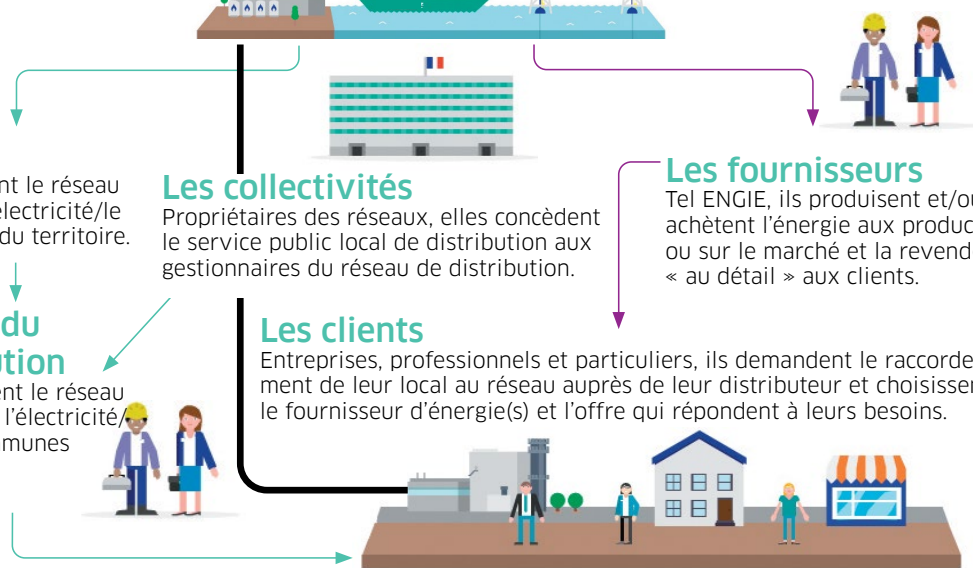 nt le réseau
lectricité/le
du territoire.
du
ution
ent le réseau
l'électricité/
munes
Les collectivités
Propriétaires des réseaux, elles concèdent
le service public local de distribution aux
gestionnaires du réseau de distribution.
Les fournisseurs
Tel ENGIE, ils produisent et/ou
achètent l'énergie aux produc
ou sur le marché et la revend
« au détail » aux clients.
Les clients
Entreprises, professionnels et particuliers, ils demandent le raccorde
ment de leur local au réseau auprès de leur distributeur et choisissen
le fournisseur d'énergie(s) et l'offre qui répondent à leurs besoins.